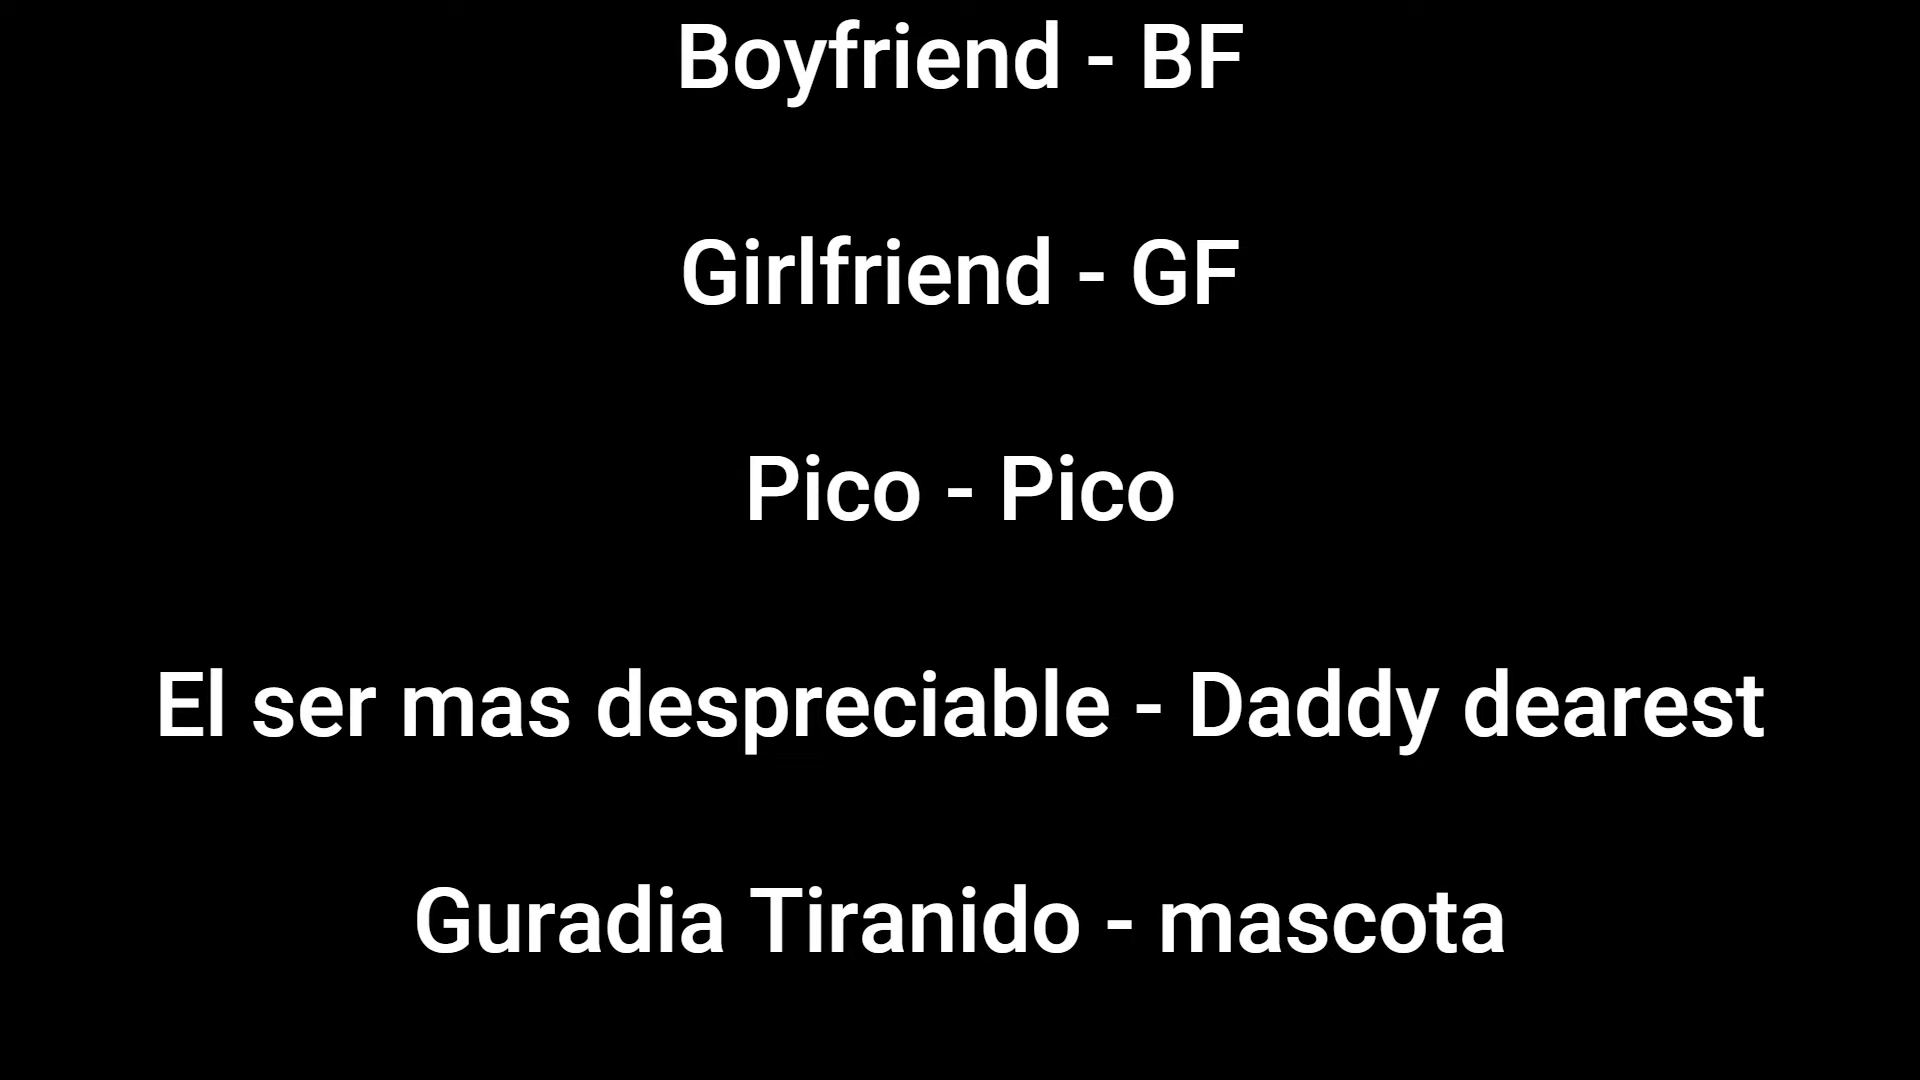 Boyfriend - BF
Girlfriend - GF
Pico - Pico
El ser mas despreciable - Daddy dearest
Guradia Tiranido - mascota